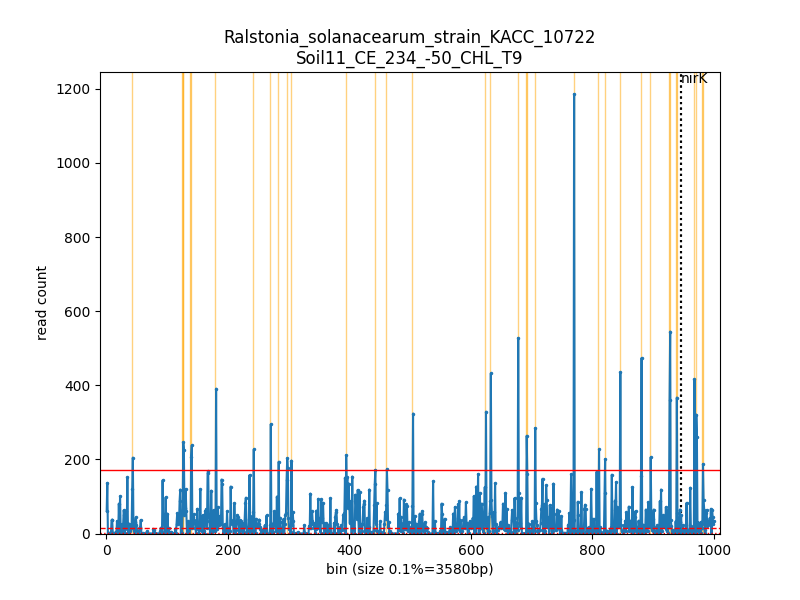 Ralstonia_solanacearum_strain_KACC_10722
Soil11_CE_234_-50_CHL_T9
nirK
1200
1000
800
600
400
200
0
read count
0 200 400 600 800 1000
bin (size 0.1%=3580bp)